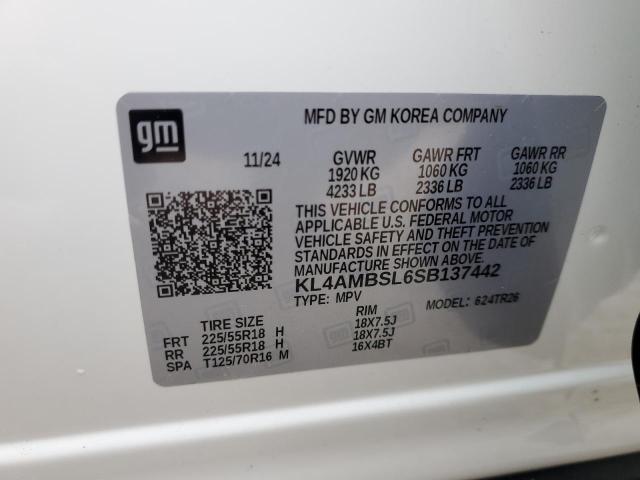 gm
MFD BY GM KOREA COMPANY
11/24 GVWR GAWR FRT GAWR RR
1920 KG 1060 KG 1060 KG
4233 LB 2336 LB 2336 LB
THIS VEHICLE CONFORMS TO ALL
APPLICABLE U.S. FEDERAL MOTOR
VEHICLE SAFETY AND THEFT PREVENTION
STANDARDS IN EFFECT ON THE DATE OF
MANUFACTURE SHOWN ABOVE.
KL4AMBSL6SB137442
TYPE: MPV MODEL: 624TR26
TIRE SIZE RIM
FRT 225/55R18 H 18X7.5J
RR 225/55R18 H 18X7.5J
SPA T125/70R16 M 16X4BT